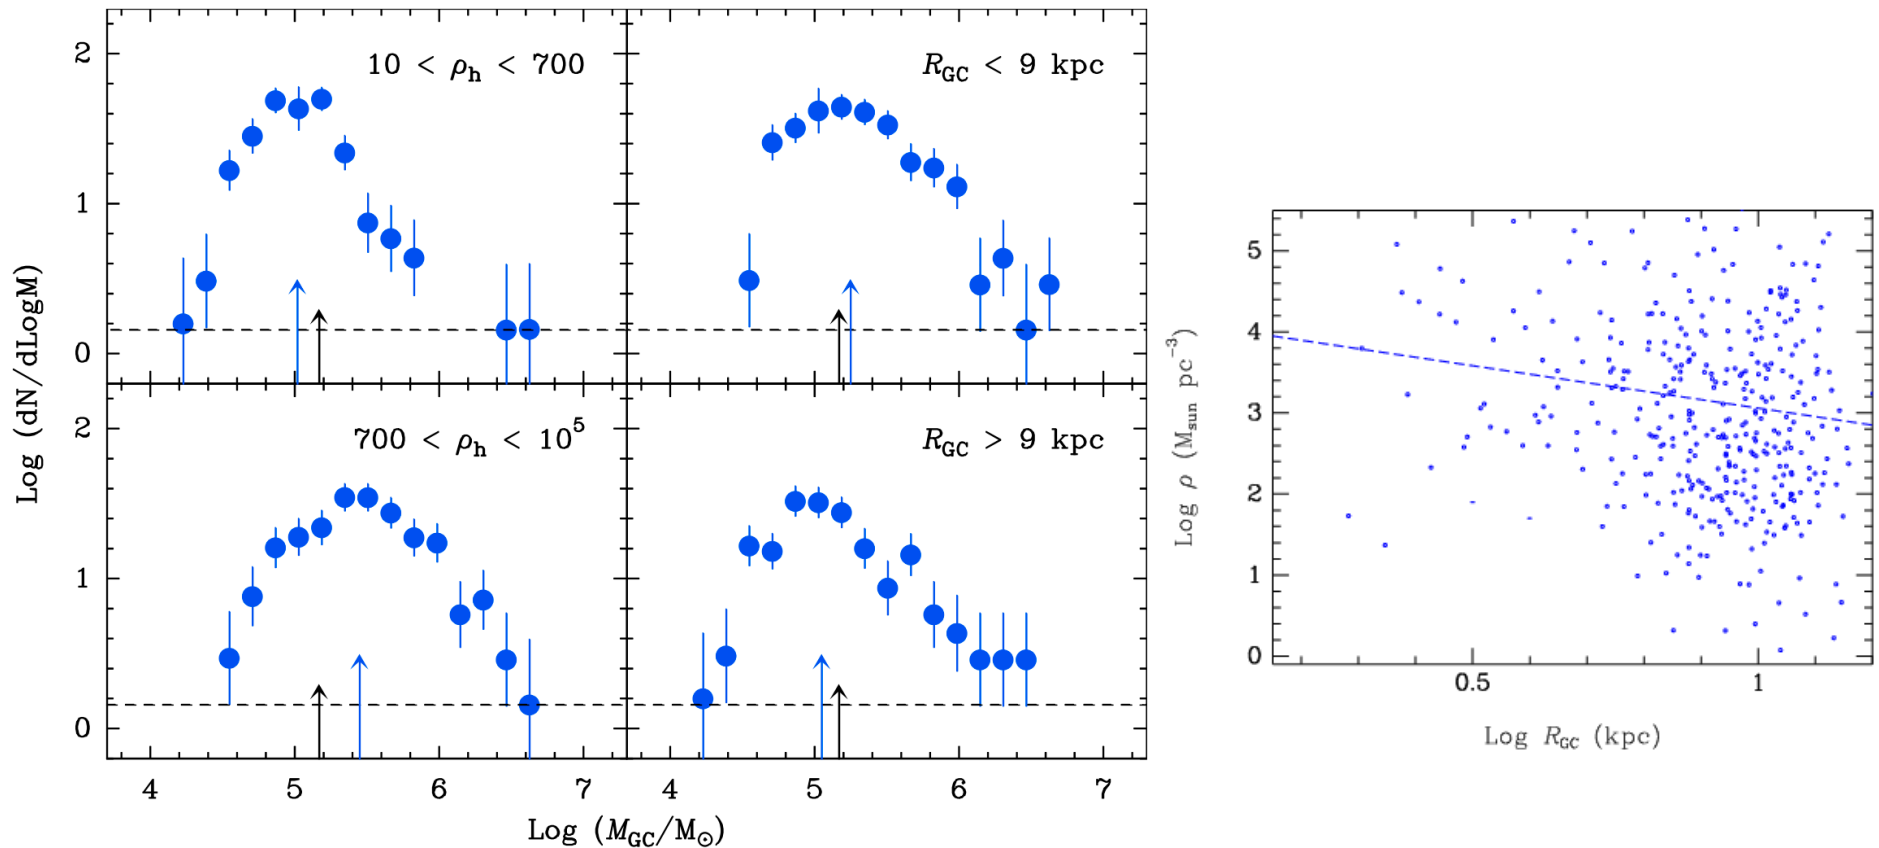 10 < ρh < 700
RGC < 9 kpc
700 < ρh < 10^5
RGC > 9 kpc
Log (dN/dLogM)
2
1
0
2
1
0
4 5 6 7
4 5 6 7
Log (MGC/M⊙)
Log ρ (Msun pc^-3)
5
4
3
2
1
0
0.5 1
Log RGC (kpc)